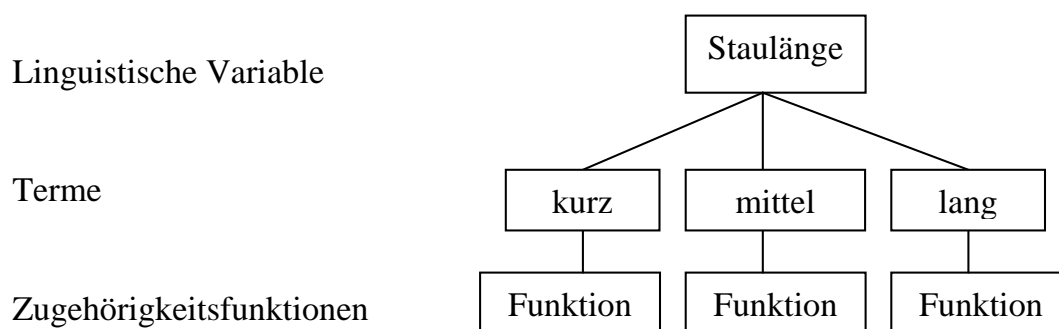 Linguistische Variable
Staulänge
Terme
kurz
mittel
lang
Zugehörigkeitsfunktionen
Funktion
Funktion
Funktion